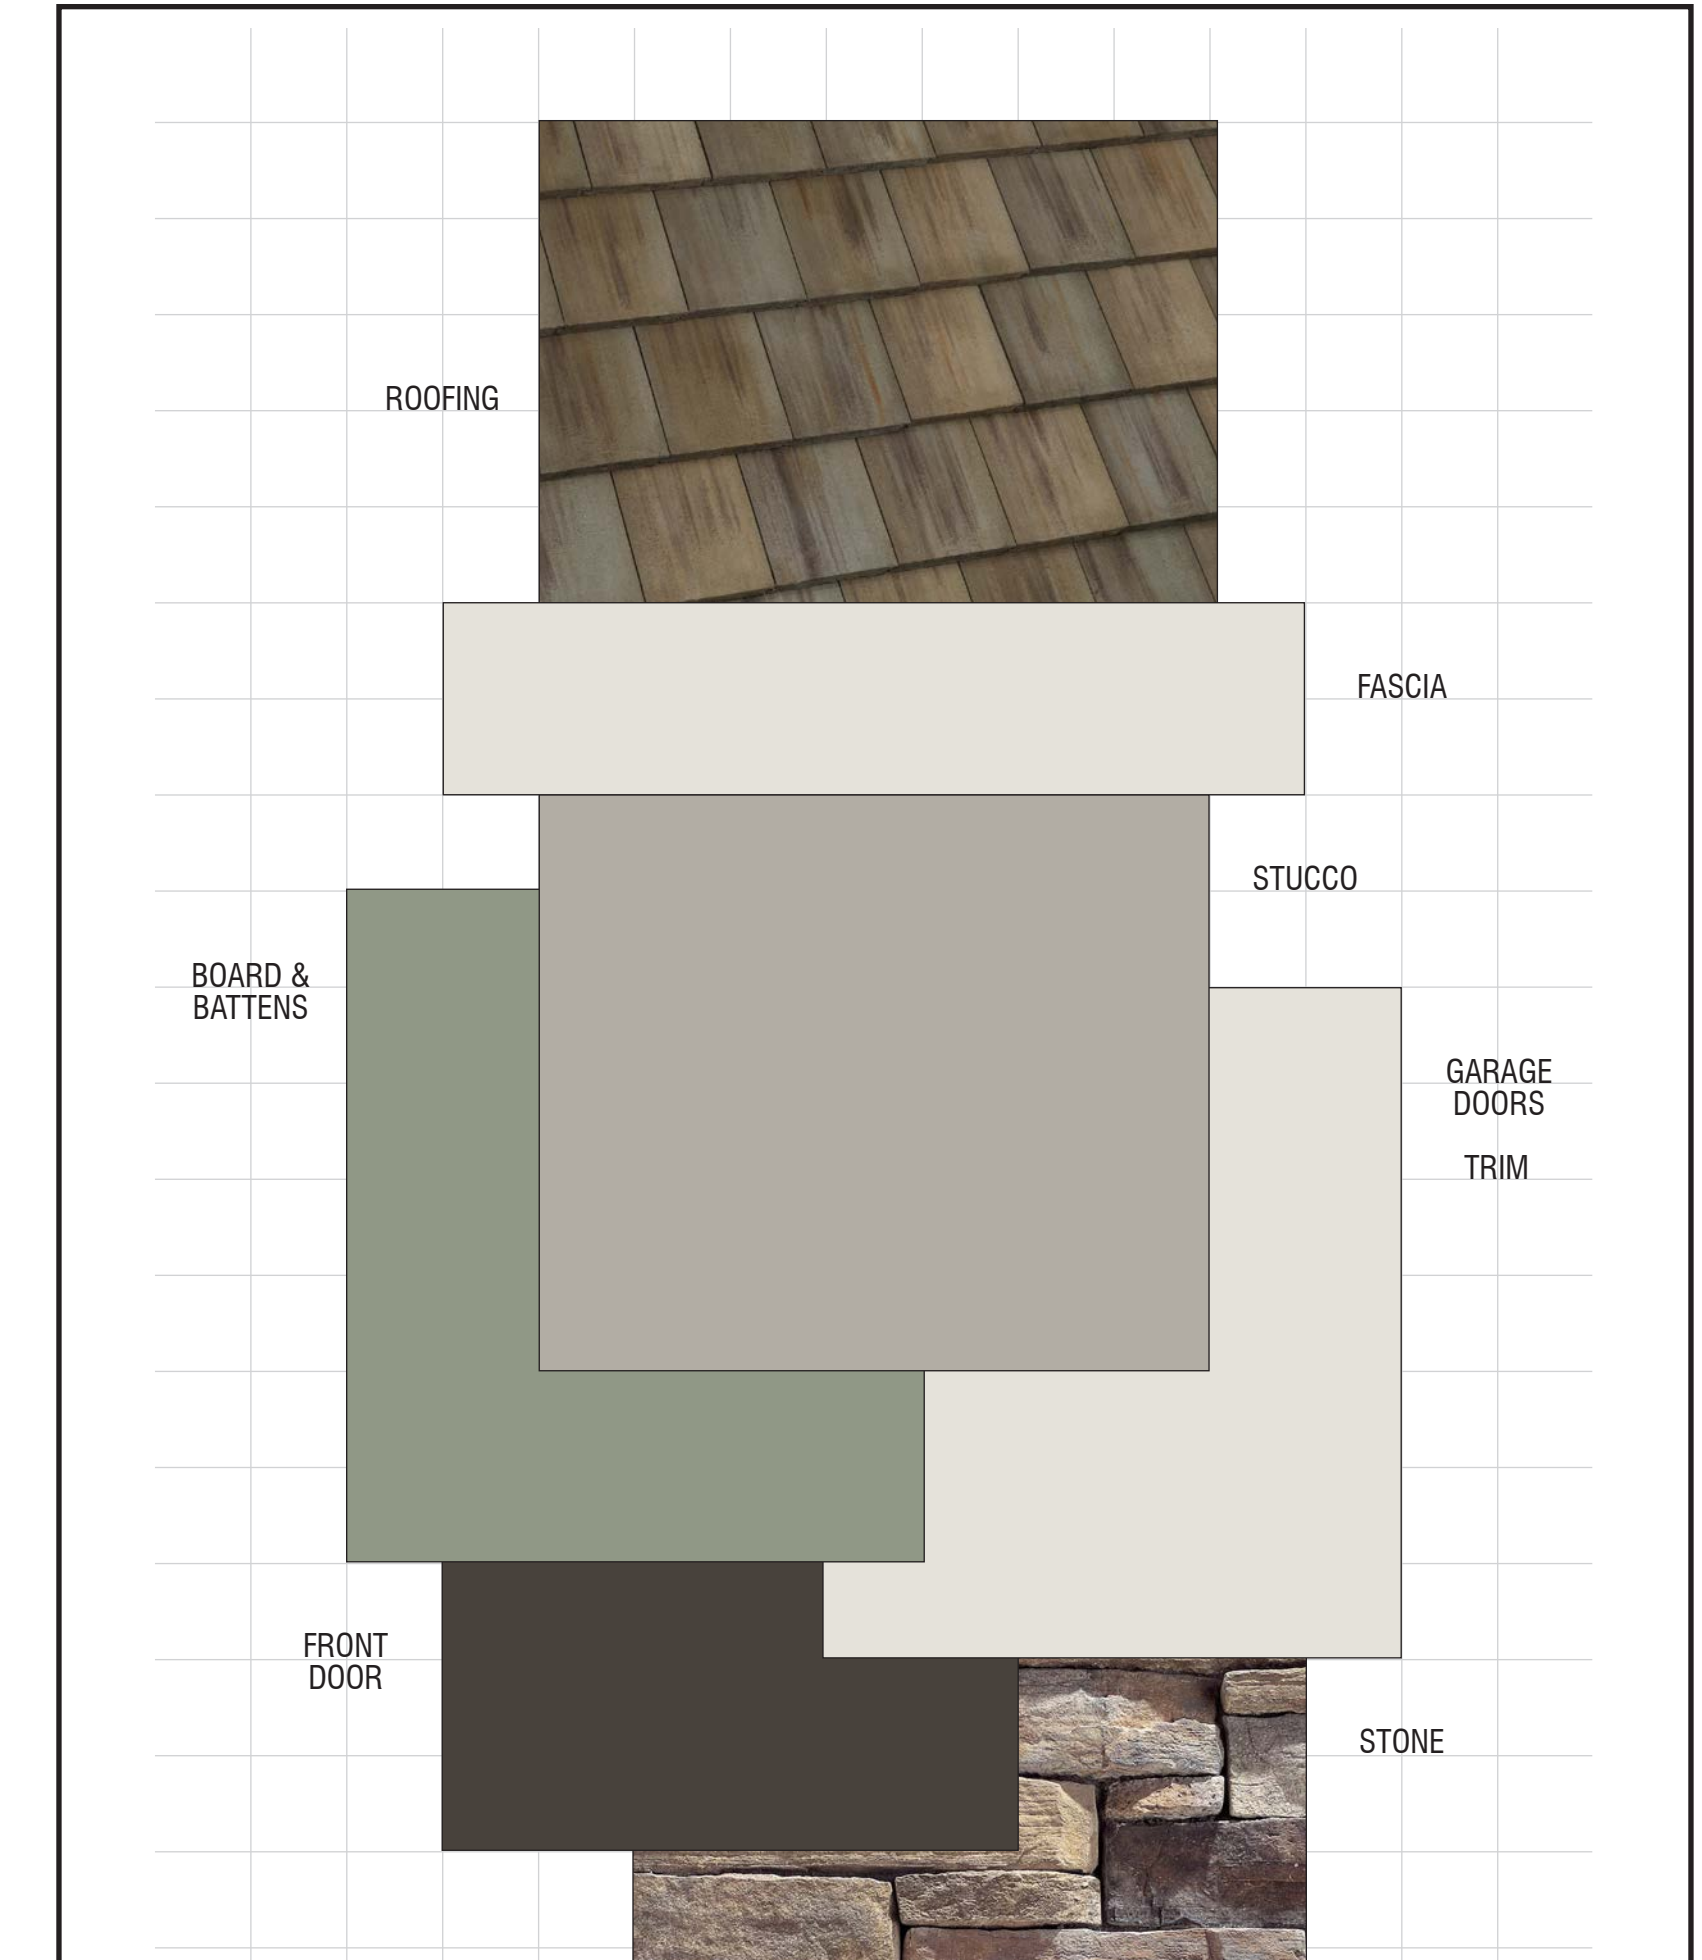 ROOFING
FASCIA
STUCCO
BOARD &
BATTENS
GARAGE
DOORS
TRIM
FRONT
DOOR
STONE